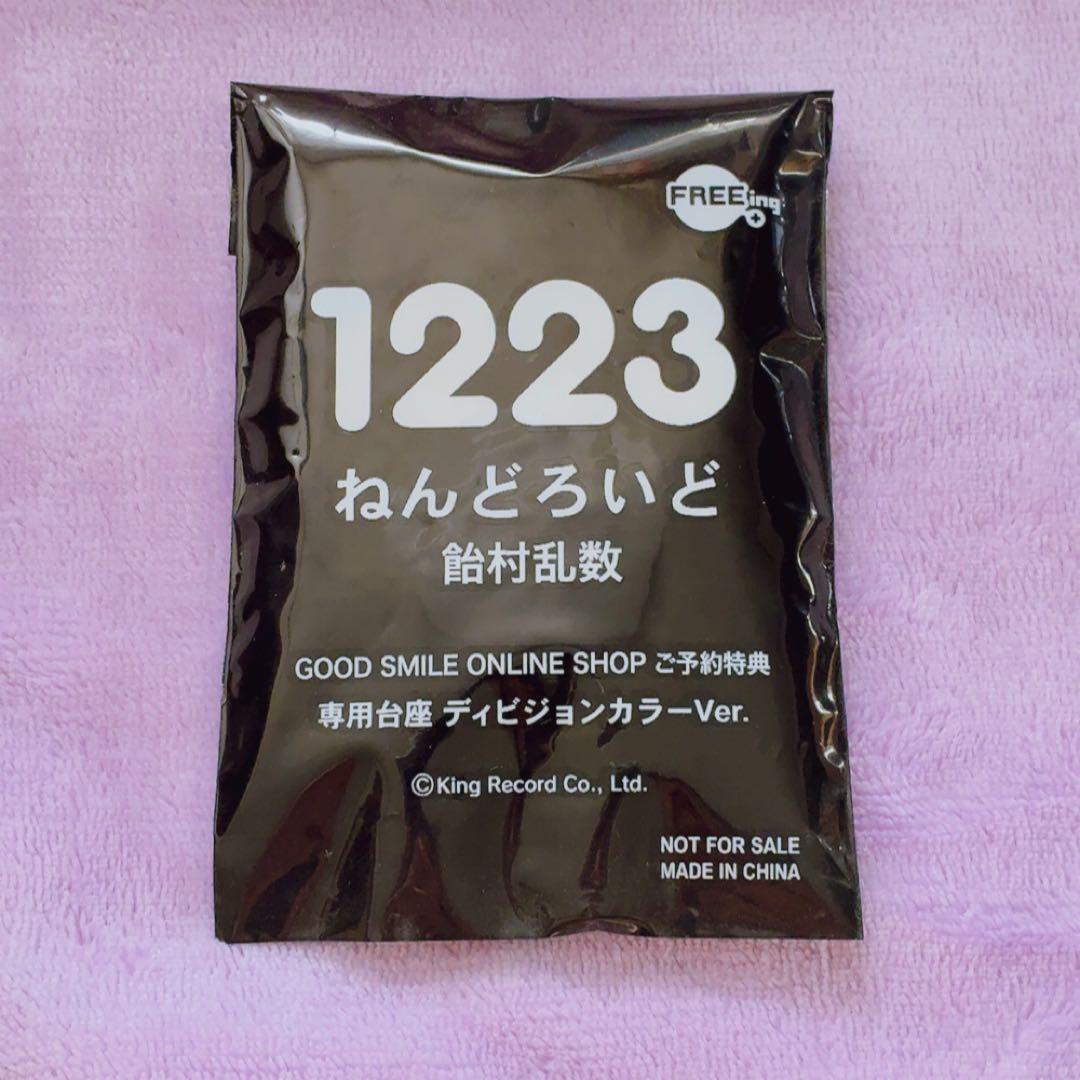 FREEing
1223
ねんどろいど
飴村乱数
GOOD SMILE ONLINE SHOP ご予約特典
専用台座 ディビジョンカラーVer.
©King Record Co., Ltd.
NOT FOR SALE
MADE IN CHINA